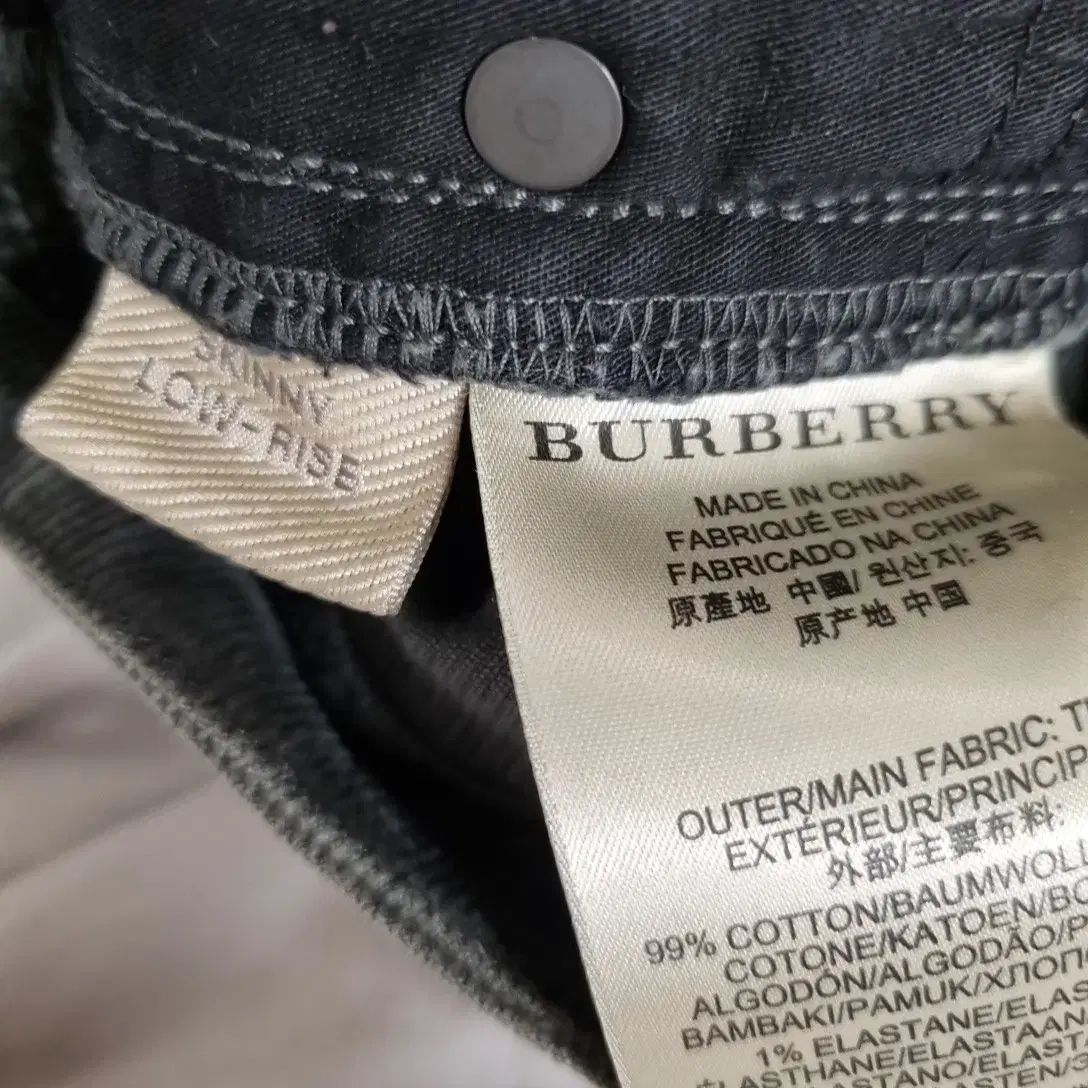 SKINNY
LOW-RISE
BURBERRY
MADE IN CHINA
FABRIQUÉ EN CHINE
FABRICADO NA CHINA
原產地 中國/ 원산지: 중국
原产地 中国
OUTER/MAIN FABRIC:
EXTÉRIEUR/PRINCIP
外部/主要布料:
99% COTTON/BAUMWOLL
COTONE/KATOEN/BO
ALGODÓN/ALGODÃO/P
BAMBAKI/PAMUK/ХЛОПО
1% ELASTANE/ELAS
ELASTHANE/ELASTAAN